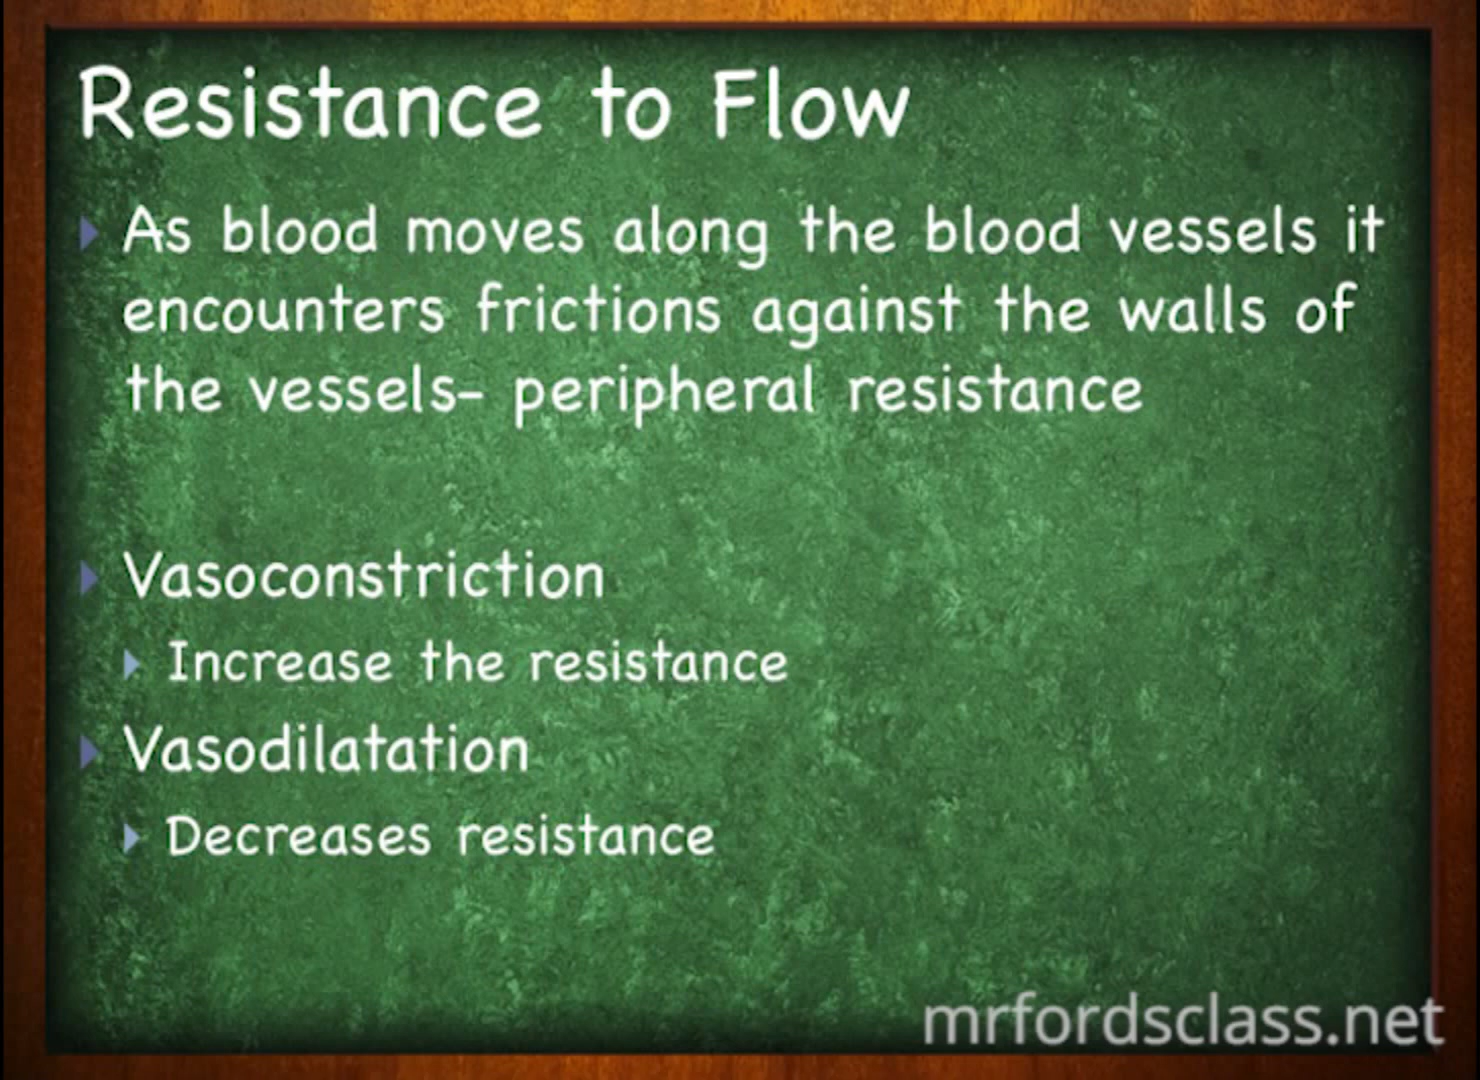 Resistance to Flow
As blood moves along the blood vessels it
encounters frictions against the walls of
the vessels- peripheral resistance
Vasoconstriction
Increase the resistance
Vasodilatation
Decreases resistance
mrfordsclass.net